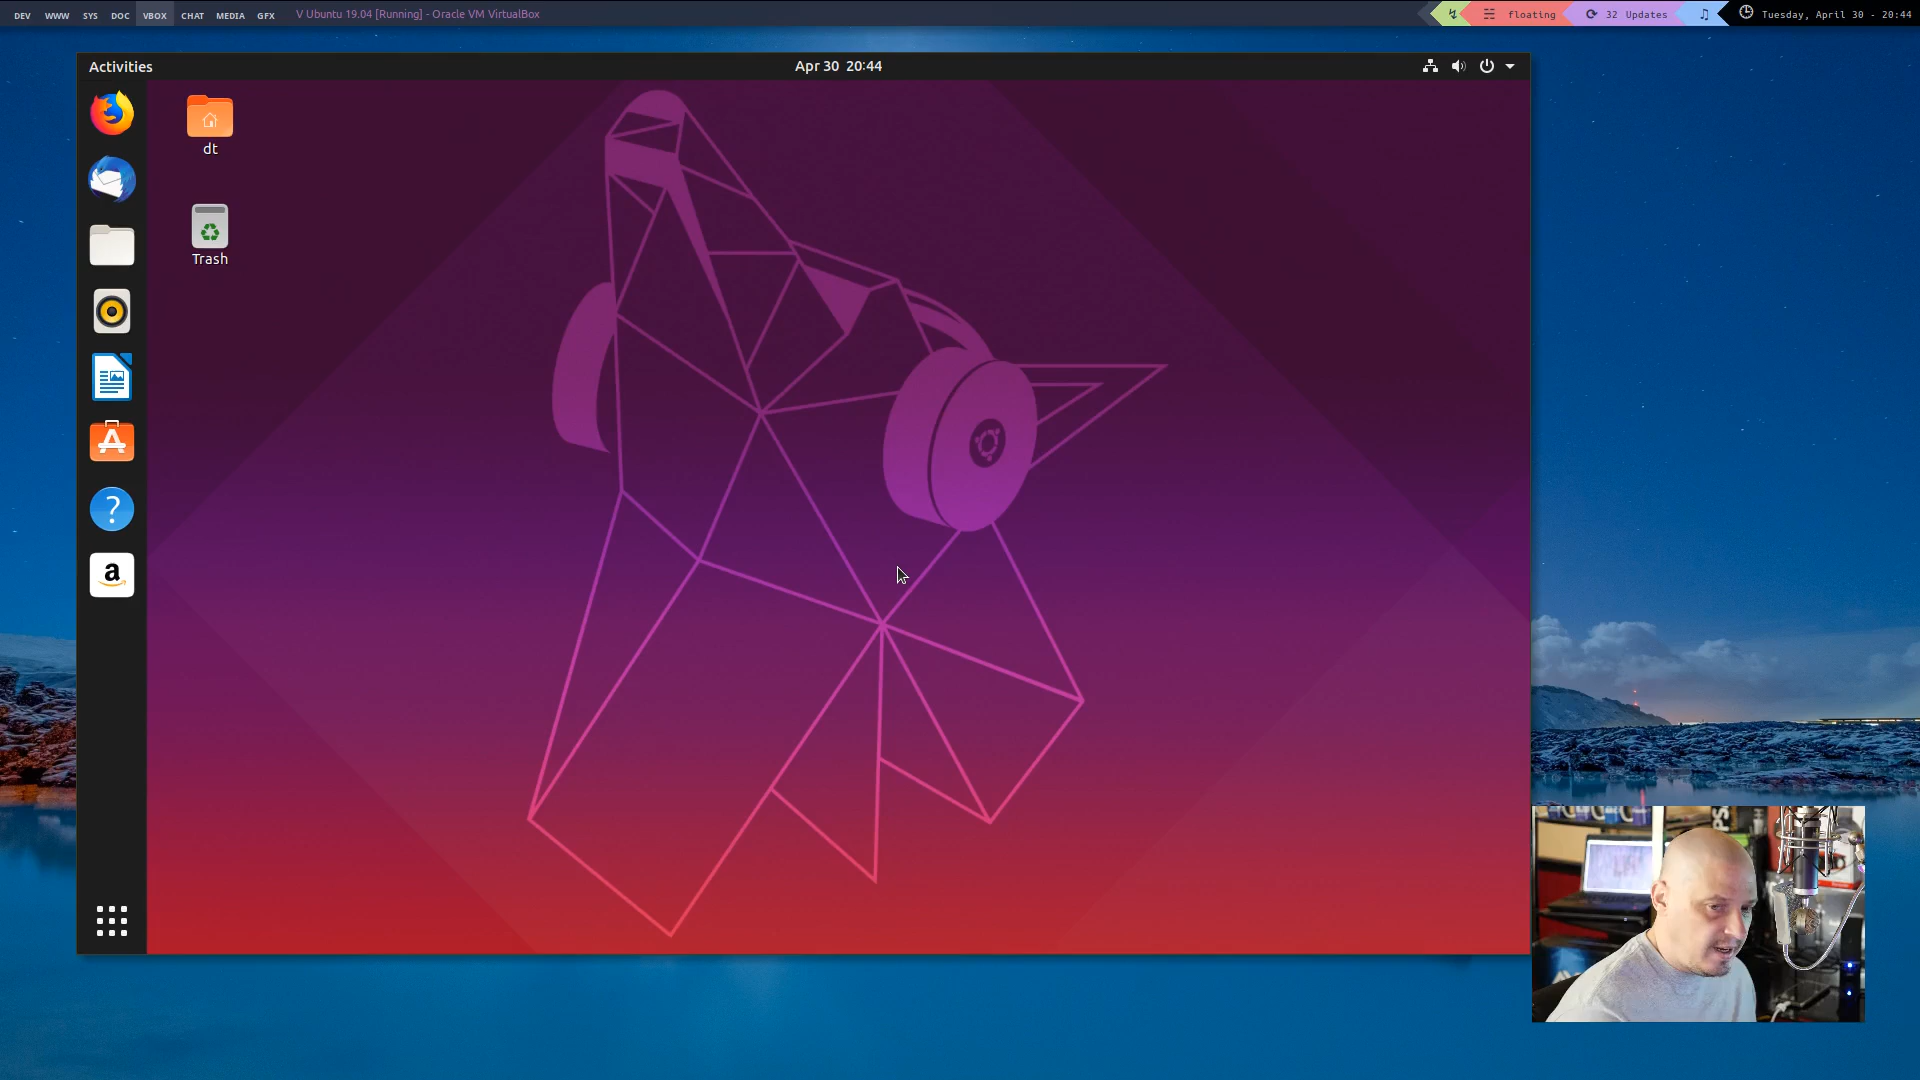 DEV WWW SYS DOC VBOX CHAT MEDIA GFX V Ubuntu 19.04 [Running] - Oracle VM VirtualBox floating 32 Updates Tuesday, April 30 - 20:44
Activities Apr 30 20:44
dt
Trash
?
a